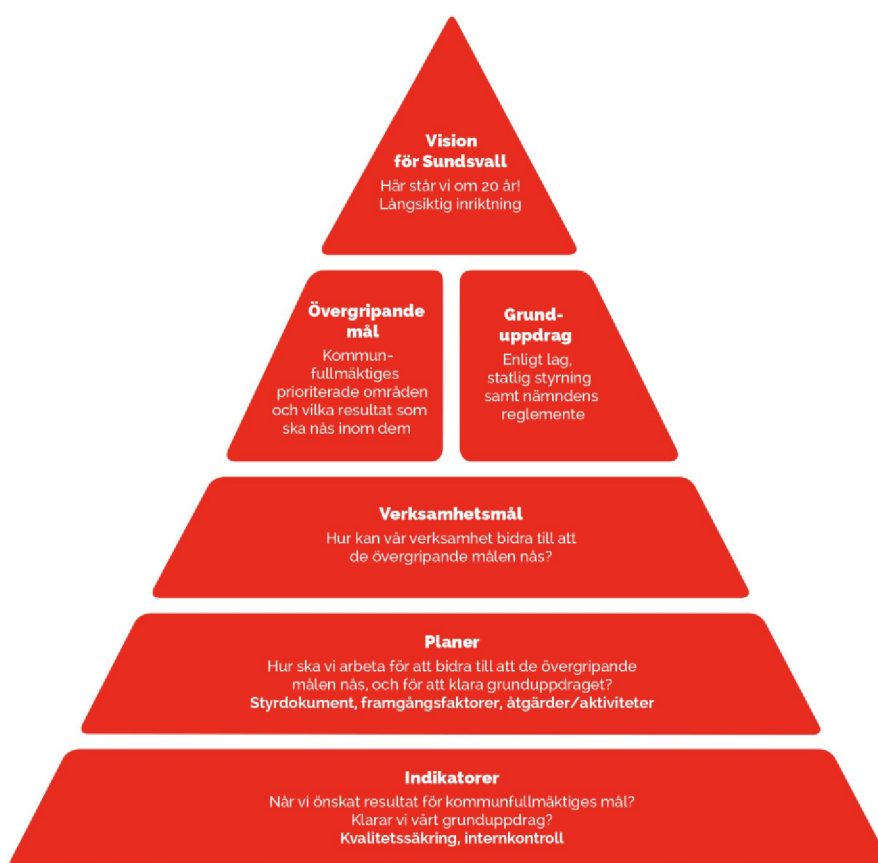 Vision
för Sundsvall
Här står vi om 20 år!
Långsiktig inriktning
Övergripande
mål
Kommun-
fullmäktiges
prioriterade områden
och vilka resultat som
ska nås inom dem
Grund-
uppdrag
Enligt lag,
statlig styrning
samt nämndens
reglemente
Verksamhetsmål
Hur kan vår verksamhet bidra till att
de övergripande målen nås?
Planer
Hur ska vi arbeta för att bidra till att de övergripande
målen nås, och för att klara grunduppdraget?
Styrdokument, framgångsfaktorer, åtgärder/aktiviteter
Indikatorer
Når vi önskat resultat för kommunfullmäktiges mål?
Klarar vi vårt grunduppdrag?
Kvalitetssäkring, internkontroll